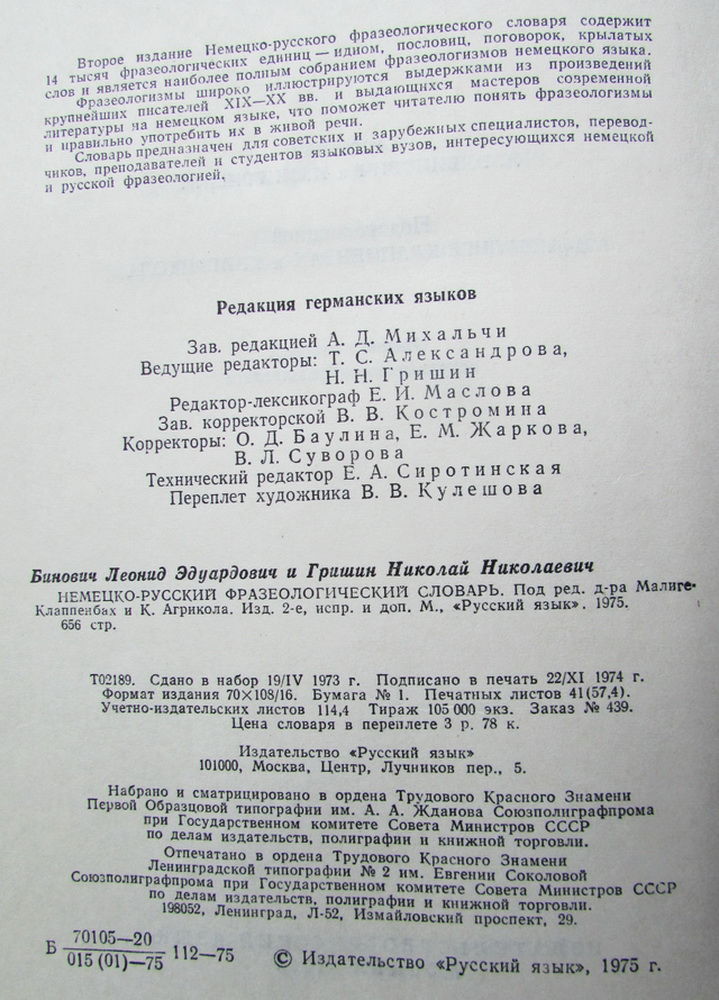 Второе издание Немецко-русского фразеологического словаря содержит
14 тысяч фразеологических единиц — идиом, пословиц, поговорок, крылатых
слов и является наиболее полным собранием фразеологизмов немецкого языка.
Фразеологизмы широко иллюстрируются выдержками из произведений
крупнейших писателей XIX—XX вв. и выдающихся мастеров современной
литературы на немецком языке, что поможет читателю понять фразеологизмы
и правильно употребить их в живой речи.
Словарь предназначен для советских и зарубежных специалистов, перевод-
чиков, преподавателей и студентов языковых вузов, интересующихся немецкой
и русской фразеологией.
Редакция германских языков
Зав. редакцией А. Д. Михальчи
Ведущие редакторы: Т. С. Александрова,
Н. Н. Гришин
Редактор-лексикограф Е. И. Маслова
Зав. корректорской В. В. Костромина
Корректоры: О. Д. Баулина, Е. М. Жаркова,
В. Л. Суворова
Технический редактор Е. А. Сиротинская
Переплет художника В. В. Кулешова
Бинович Леонид Эдуардович и Гришин Николай Николаевич
НЕМЕЦКО-РУССКИЙ ФРАЗЕОЛОГИЧЕСКИЙ СЛОВАРЬ. Под ред. д-ра Малиге-
Клаппенбах и К. Агрикола. Изд. 2-е, испр. и доп. М., «Русский язык». 1975.
656 стр.
Т02189. Сдано в набор 19/IV 1973 г. Подписано в печать 22/XI 1974 г.
Формат издания 70×108/16. Бумага № 1. Печатных листов 41(57,4).
Учетно-издательских листов 114,4 Тираж 105 000 экз. Заказ № 439.
Цена словаря в переплете 3 р. 78 к.
Издательство «Русский язык»
101000, Москва, Центр, Лучников пер., 5.
Набрано и сматрицировано в ордена Трудового Красного Знамени
Первой Образцовой типографии им. А. А. Жданова Союзполиграфпрома
при Государственном комитете Совета Министров СССР
по делам издательств, полиграфии и книжной торговли.
Отпечатано в ордена Трудового Красного Знамени
Ленинградской типографии № 2 им. Евгении Соколовой
Союзполиграфпрома при Государственном комитете Совета Министров СССР
по делам издательств, полиграфии и книжной торговли.
198052, Ленинград, Л-52, Измайловский проспект, 29.
Б 70105—20 / 015 (01)—75 112—75
© Издательство «Русский язык», 1975 г.